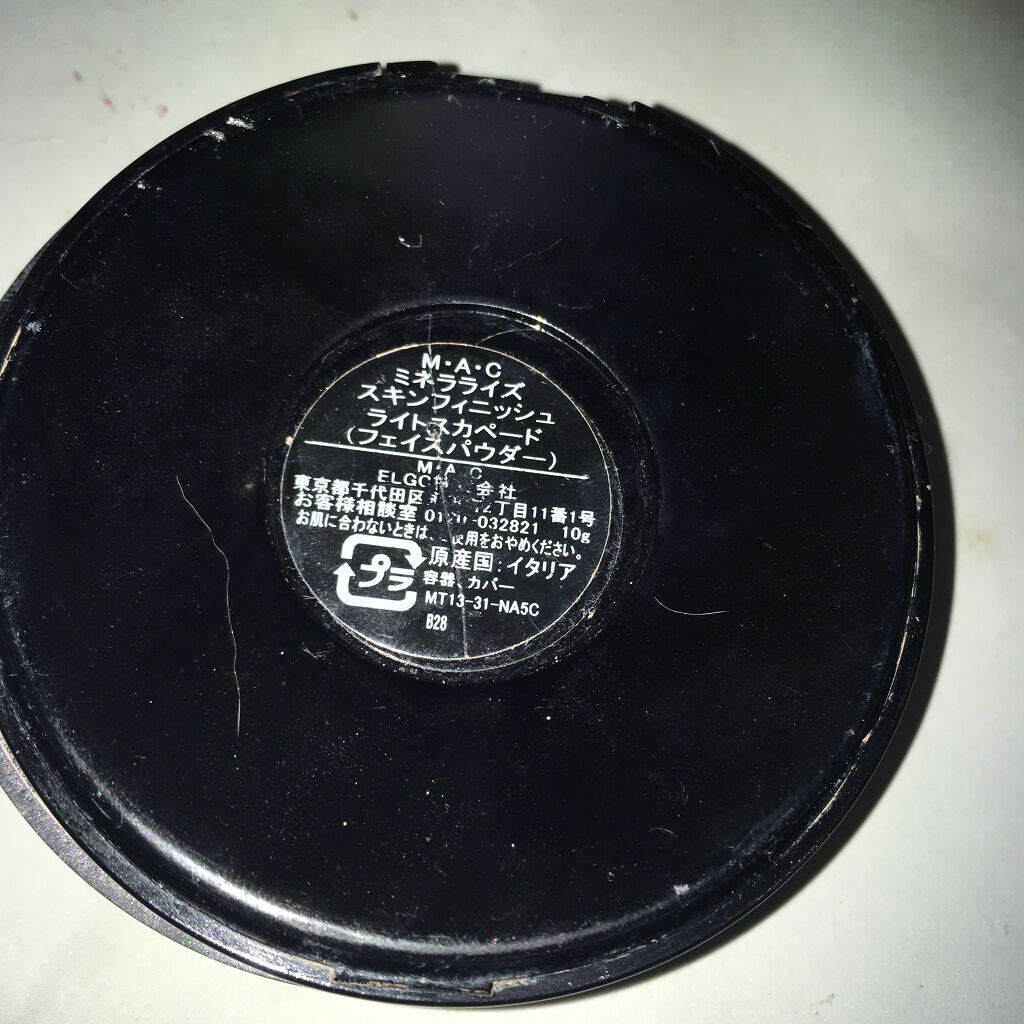 M・A・C
ミネラライズ
スキンフィニッシュ
ライトスカペード
(フェイスパウダー)
M・A・C
ELGC 会社
東京都千代田区 2丁目11番1号
お客様相談室 -032821 10g
お肌に合わないときは、 使用をおやめください。
プラ
原産国:イタリア
容器、カバー
MT13-31-NA5C
B28